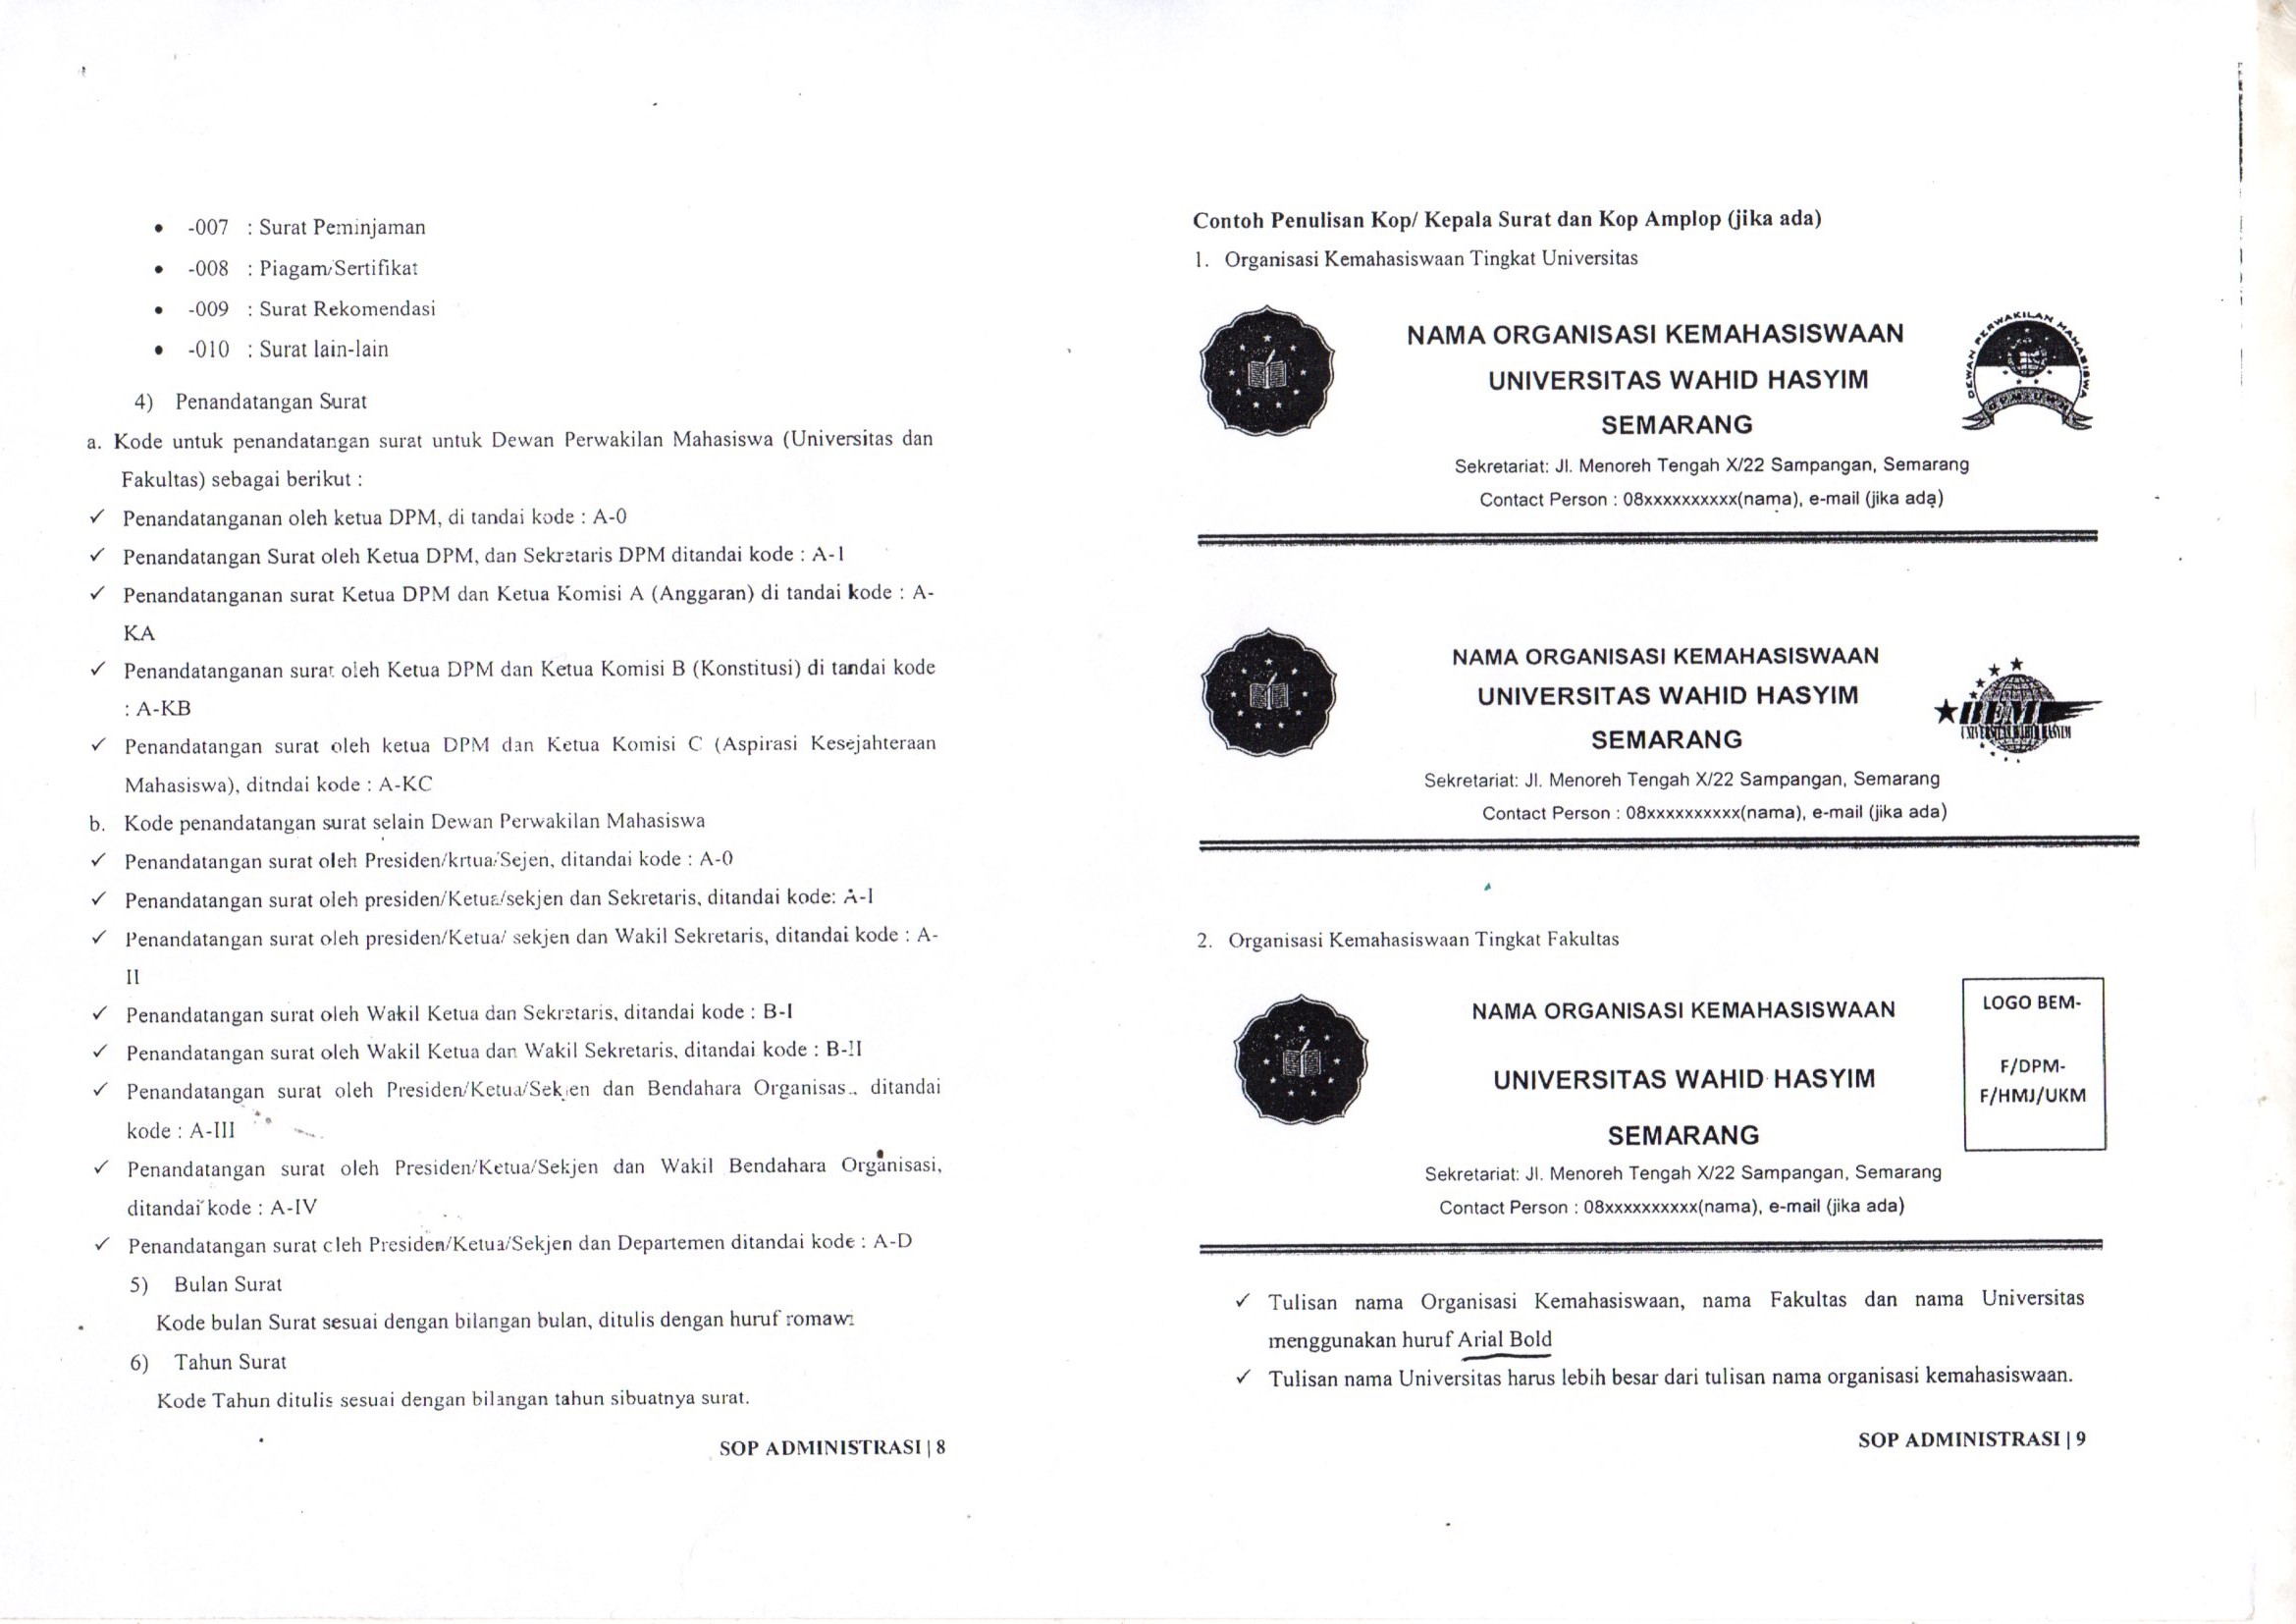 • -007 : Surat Peminjaman
• -008 : Piagam/Sertifikat
• -009 : Surat Rekomendasi
• -010 : Surat lain-lain
4) Penandatangan Surat
a. Kode untuk penandatangan surat untuk Dewan Perwakilan Mahasiswa (Universitas dan
Fakultas) sebagai berikut :
✓ Penandatanganan oleh ketua DPM, di tandai kode : A-0
✓ Penandatangan Surat oleh Ketua DPM, dan Sekretaris DPM ditandai kode : A-I
✓ Penandatanganan surat Ketua DPM dan Ketua Komisi A (Anggaran) di tandai kode : A-
KA
✓ Penandatanganan surat oleh Ketua DPM dan Ketua Komisi B (Konstitusi) di tandai kode
: A-KB
✓ Penandatangan surat oleh ketua DPM dan Ketua Komisi C (Aspirasi Kesejahteraan
Mahasiswa), ditndai kode : A-KC
b. Kode penandatangan surat selain Dewan Perwakilan Mahasiswa
✓ Penandatangan surat oleh Presiden/krtua/Sejen, ditandai kode : A-0
✓ Penandatangan surat oleh presiden/Ketua/sekjen dan Sekretaris, ditandai kode: A-I
✓ Penandatangan surat oleh presiden/Ketua/ sekjen dan Wakil Sekretaris, ditandai kode : A-
II
✓ Penandatangan surat oleh Wakil Ketua dan Sekretaris, ditandai kode : B-I
✓ Penandatangan surat oleh Wakil Ketua dan Wakil Sekretaris, ditandai kode : B-II
✓ Penandatangan surat oleh Presiden/Ketua/Sekjen dan Bendahara Organisasi, ditandai
kode : A-III
✓ Penandatangan surat oleh Presiden/Ketua/Sekjen dan Wakil Bendahara Organisasi,
ditandai kode : A-IV
✓ Penandatangan surat oleh Presiden/Ketua/Sekjen dan Departemen ditandai kode : A-D
5) Bulan Surat
Kode bulan Surat sesuai dengan bilangan bulan, ditulis dengan huruf romawi
6) Tahun Surat
Kode Tahun ditulis sesuai dengan bilangan tahun sibuatnya surat.
SOP ADMINISTRASI | 8
Contoh Penulisan Kop/ Kepala Surat dan Kop Amplop (jika ada)
1. Organisasi Kemahasiswaan Tingkat Universitas
NAMA ORGANISASI KEMAHASISWAAN
UNIVERSITAS WAHID HASYIM
SEMARANG
Sekretariat: Jl. Menoreh Tengah X/22 Sampangan, Semarang
Contact Person : 08xxxxxxxxxx(nama), e-mail (jika ada)
DEWAN PERWAKILAN MAHASISWA
DPM UWH
NAMA ORGANISASI KEMAHASISWAAN
UNIVERSITAS WAHID HASYIM
SEMARANG
Sekretariat: Jl. Menoreh Tengah X/22 Sampangan, Semarang
Contact Person : 08xxxxxxxxxx(nama), e-mail (jika ada)
BEM
UNIVERSITAS WAHID HASYIM
2. Organisasi Kemahasiswaan Tingkat Fakultas
NAMA ORGANISASI KEMAHASISWAAN
UNIVERSITAS WAHID HASYIM
SEMARANG
Sekretariat: Jl. Menoreh Tengah X/22 Sampangan, Semarang
Contact Person : 08xxxxxxxxxx(nama), e-mail (jika ada)
LOGO BEM-
F/DPM-
F/HMJ/UKM
✓ Tulisan nama Organisasi Kemahasiswaan, nama Fakultas dan nama Universitas
menggunakan huruf Arial Bold
✓ Tulisan nama Universitas harus lebih besar dari tulisan nama organisasi kemahasiswaan.
SOP ADMINISTRASI | 9